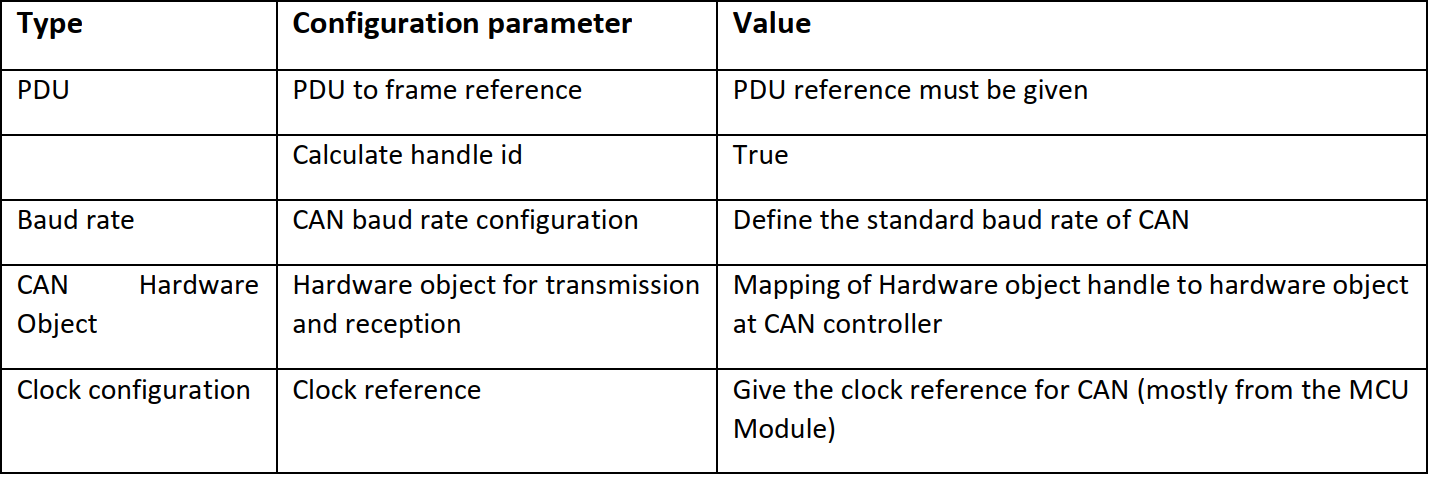 Type Configuration parameter Value
PDU PDU to frame reference PDU reference must be given
Calculate handle id True
Baud rate CAN baud rate configuration Define the standard baud rate of CAN
CAN Hardware Hardware object for transmission Mapping of Hardware object handle to hardware object
Object and reception at CAN controller
Clock configuration Clock reference Give the clock reference for CAN (mostly from the MCU
Module)